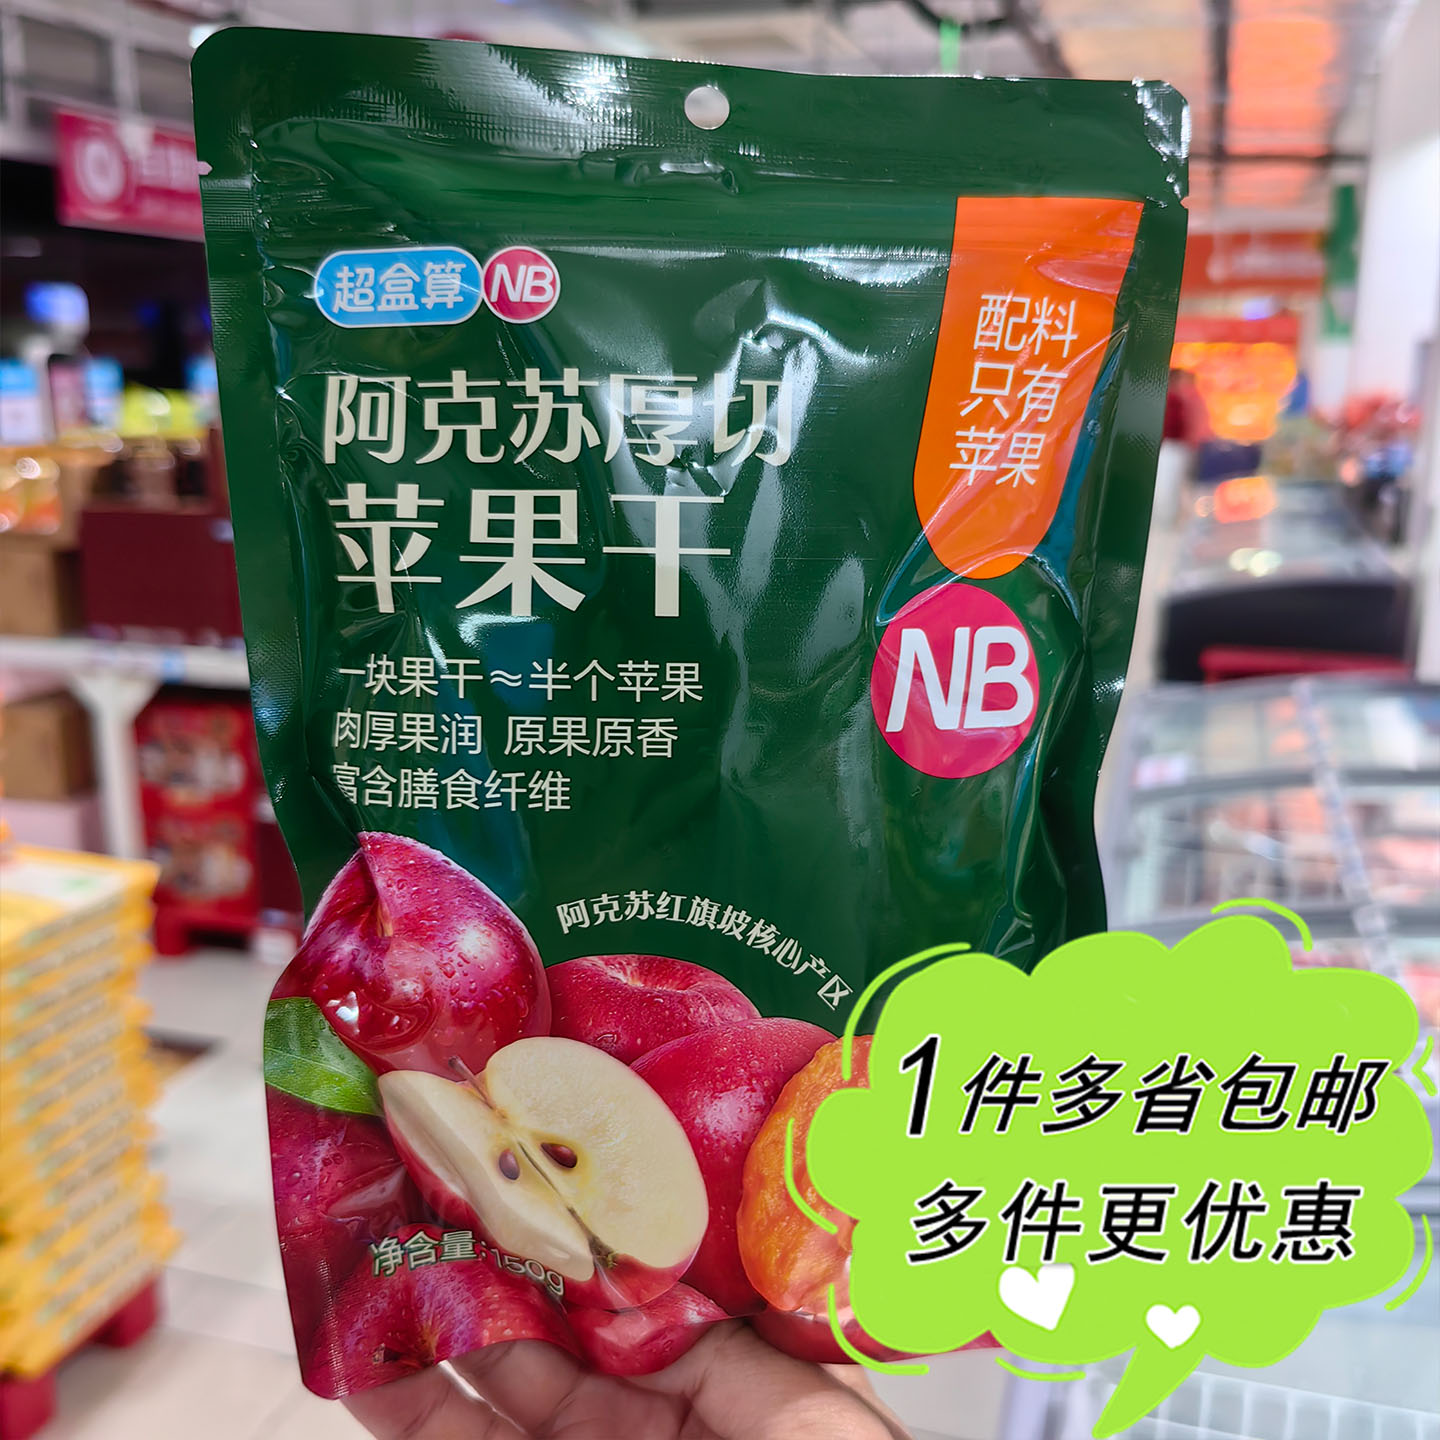 超盒算 NB
阿克苏厚切
苹果干
一块果干≈半个苹果
肉厚果润 原果原香
富含膳食纤维
配料
只有
苹果
NB
阿克苏红旗坡核心产区
净含量:150g
1件多省包邮
多件更优惠